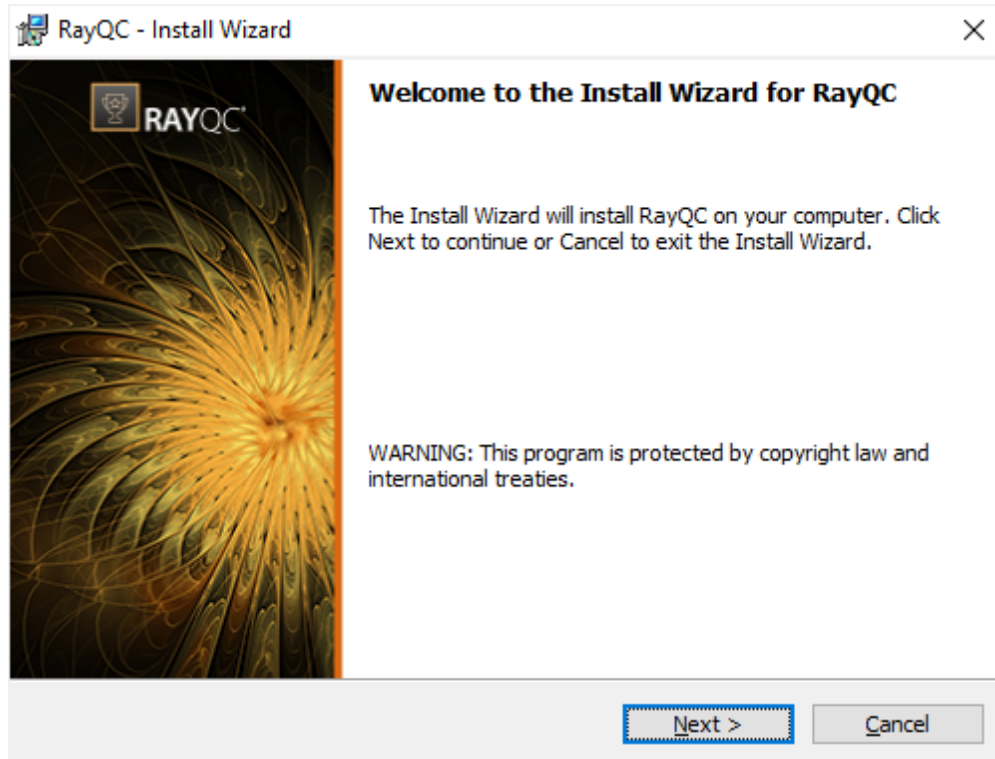 RayQC - Install Wizard
RAYQC
Welcome to the Install Wizard for RayQC
The Install Wizard will install RayQC on your computer. Click
Next to continue or Cancel to exit the Install Wizard.
WARNING: This program is protected by copyright law and
international treaties.
Next >
Cancel